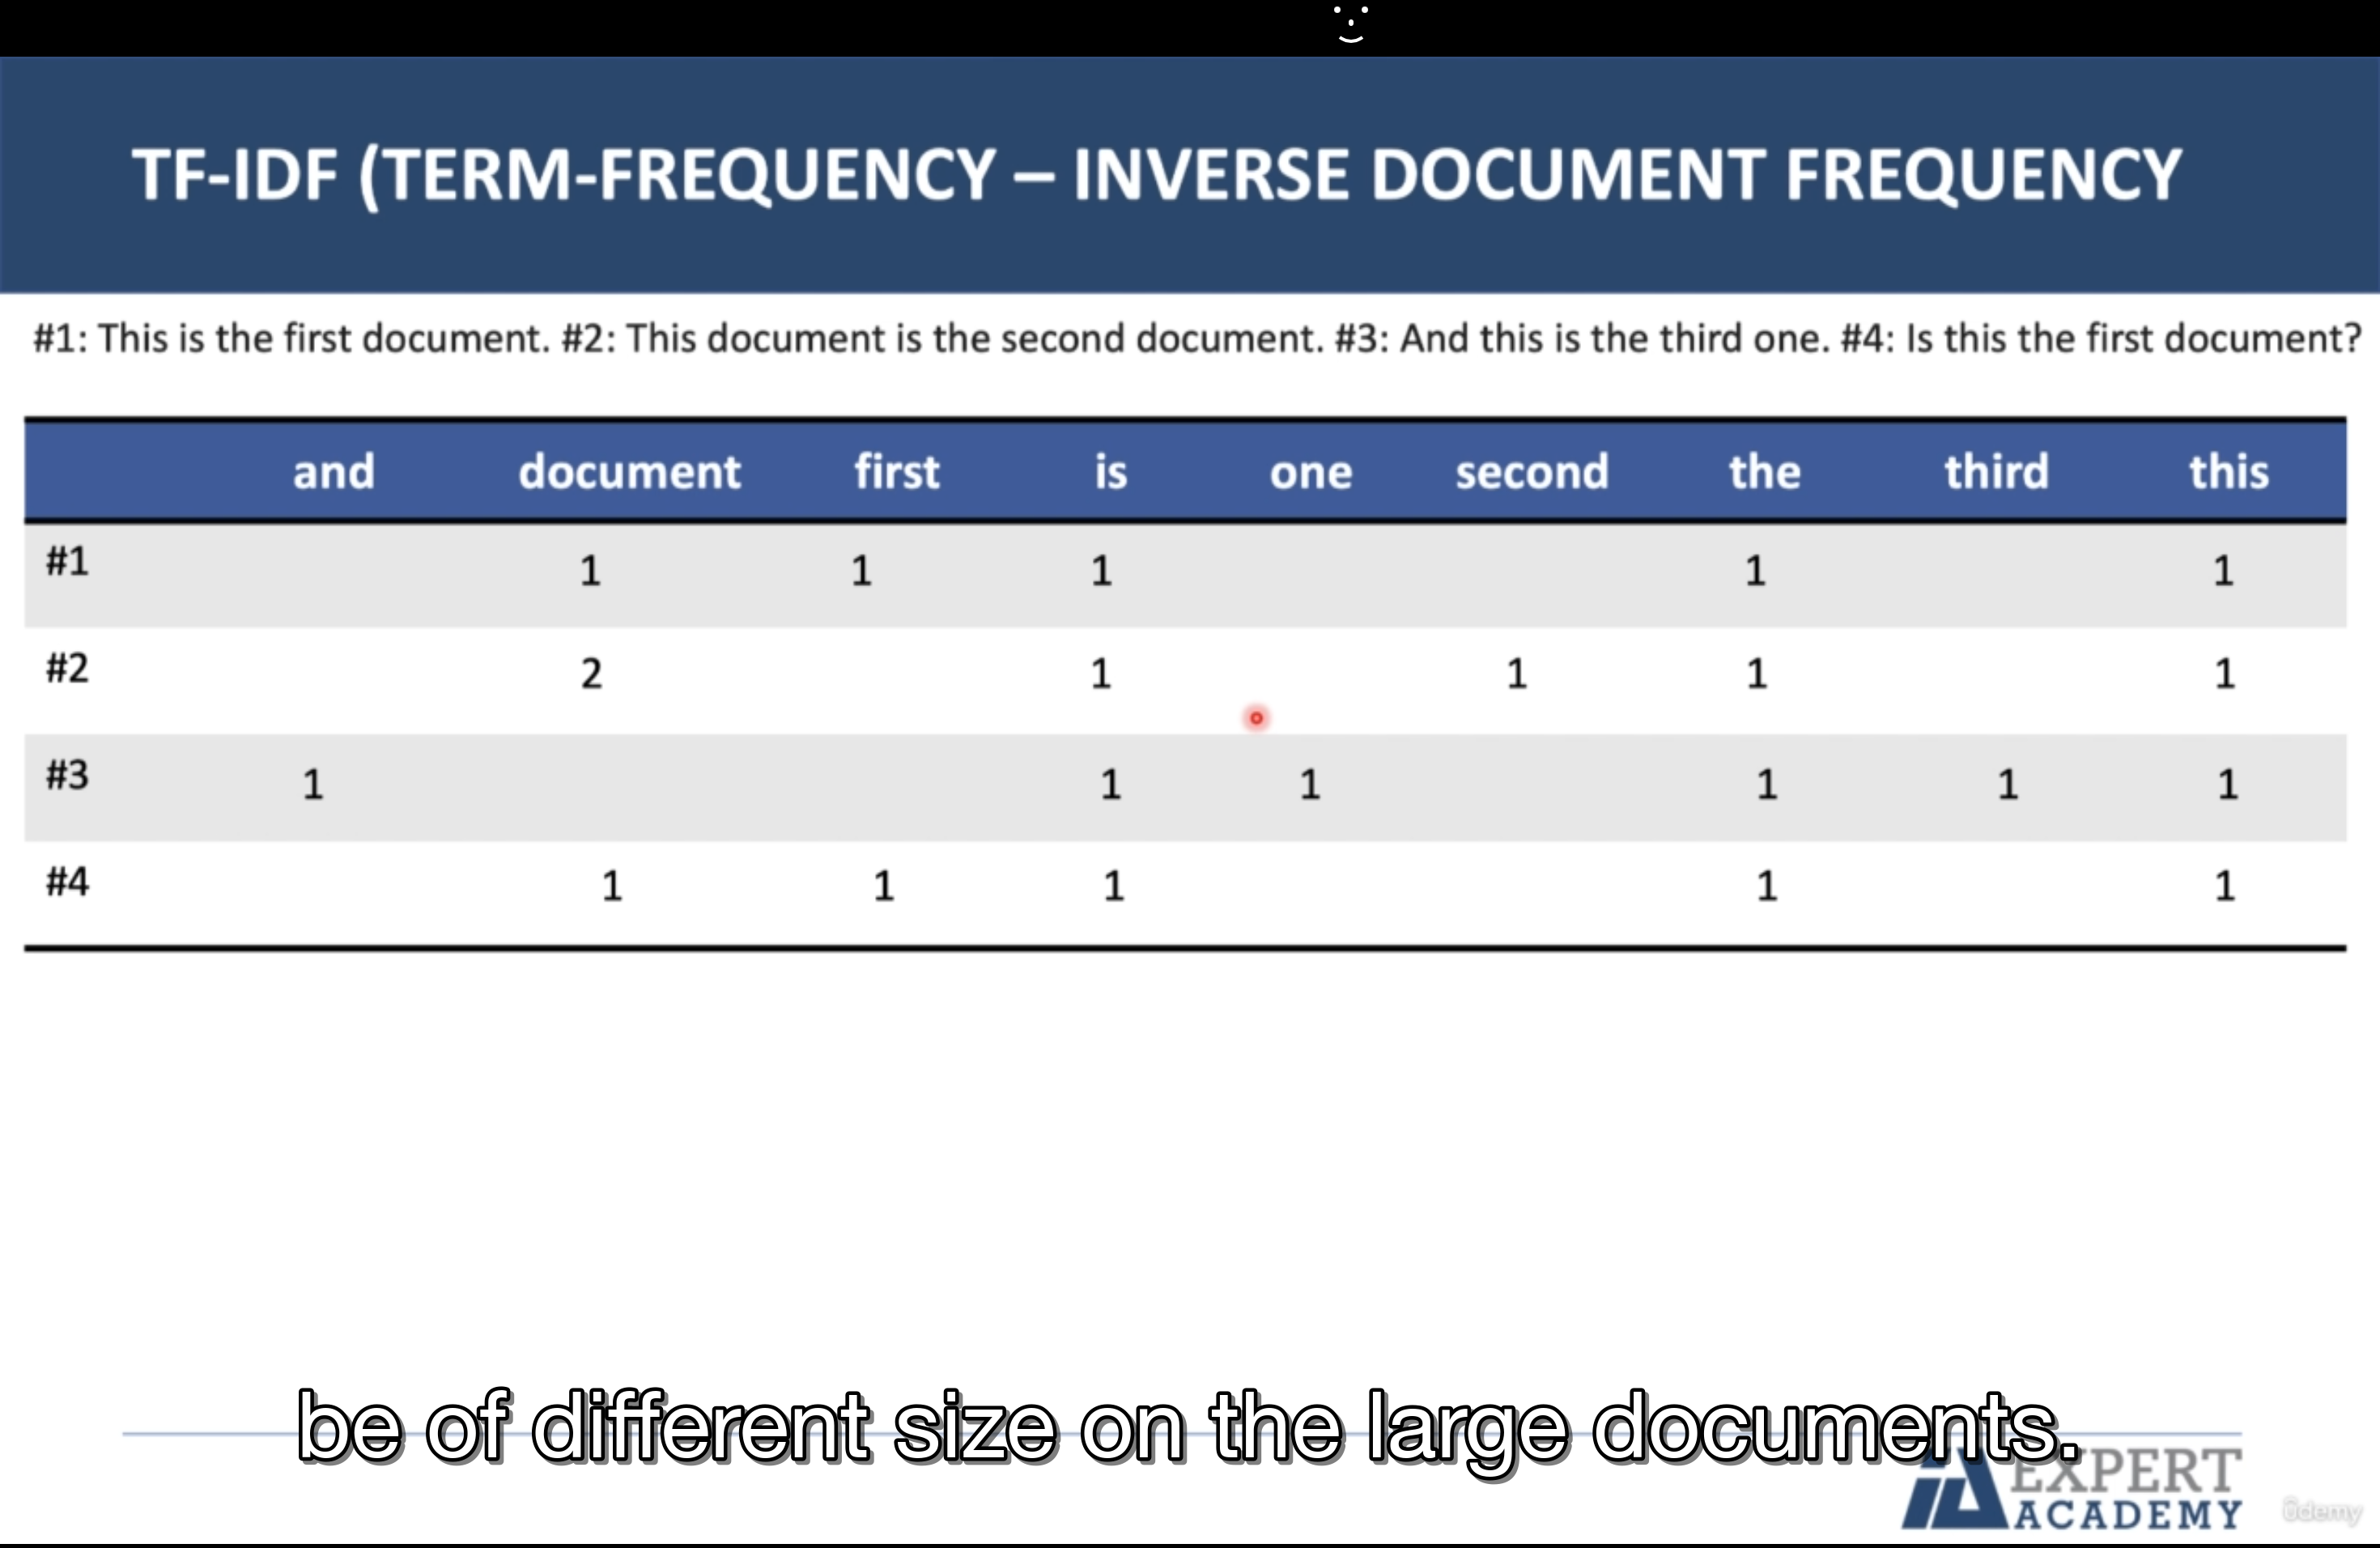 TF-IDF (TERM-FREQUENCY – INVERSE DOCUMENT FREQUENCY
#1: This is the first document. #2: This document is the second document. #3: And this is the third one. #4: Is this the first document?
and document first is one second the third this
#1 1 1 1 1 1
#2 2 1 1 1 1
#3 1 1 1 1 1 1
#4 1 1 1 1 1
be of different size on the large documents.
EXPERT
ACADEMY
ûdemy